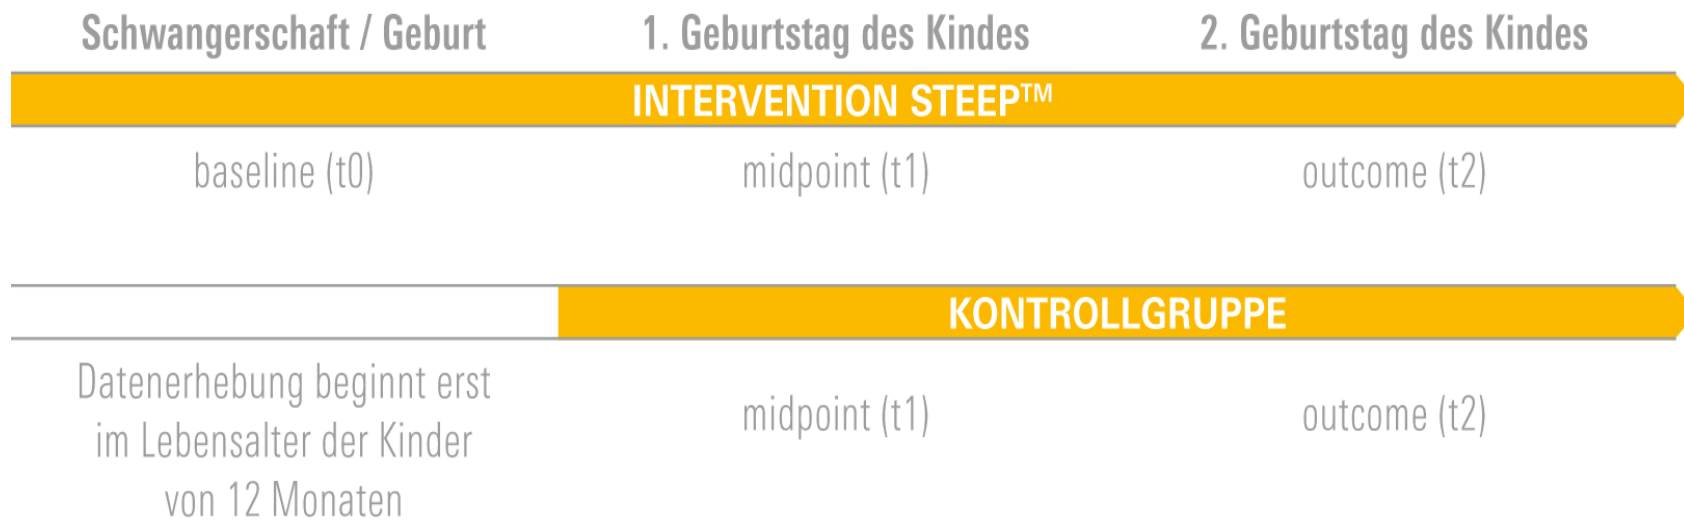 Schwangerschaft / Geburt 1. Geburtstag des Kindes 2. Geburtstag des Kindes
INTERVENTION STEEP™
baseline (t0) midpoint (t1) outcome (t2)
KONTROLLGRUPPE
Datenerhebung beginnt erst
im Lebensalter der Kinder
von 12 Monaten
midpoint (t1) outcome (t2)